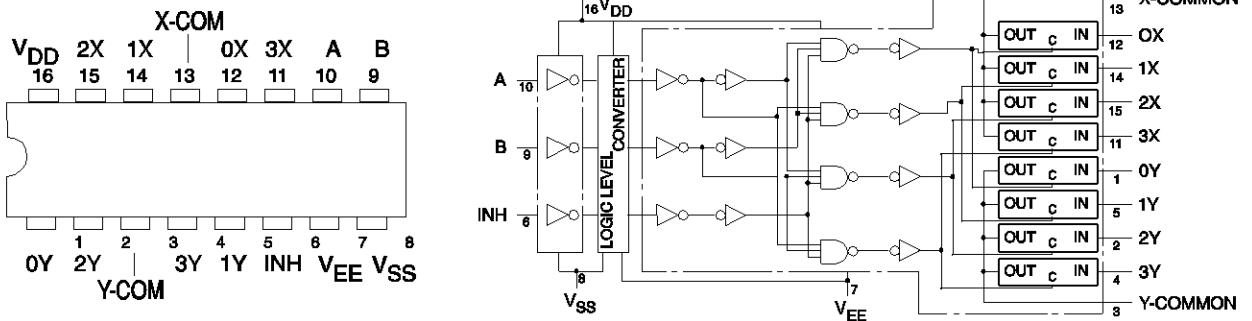 X-COM
VDD 2X 1X 0X 3X A B
16 15 14 13 12 11 10 9
1 2 3 4 5 6 7 8
0Y 2Y 3Y 1Y INH VEE VSS
Y-COM
16 VDD
A 10
B 9
INH 6
LOGIC LEVEL
CONVERTER
8
VSS
7
VEE
13 X-COMMON
OUT C IN 12 0X
OUT C IN 14 1X
OUT C IN 15 2X
OUT C IN 11 3X
OUT C IN 1 0Y
OUT C IN 5 1Y
OUT C IN 2 2Y
OUT C IN 4 3Y
3 Y-COMMON